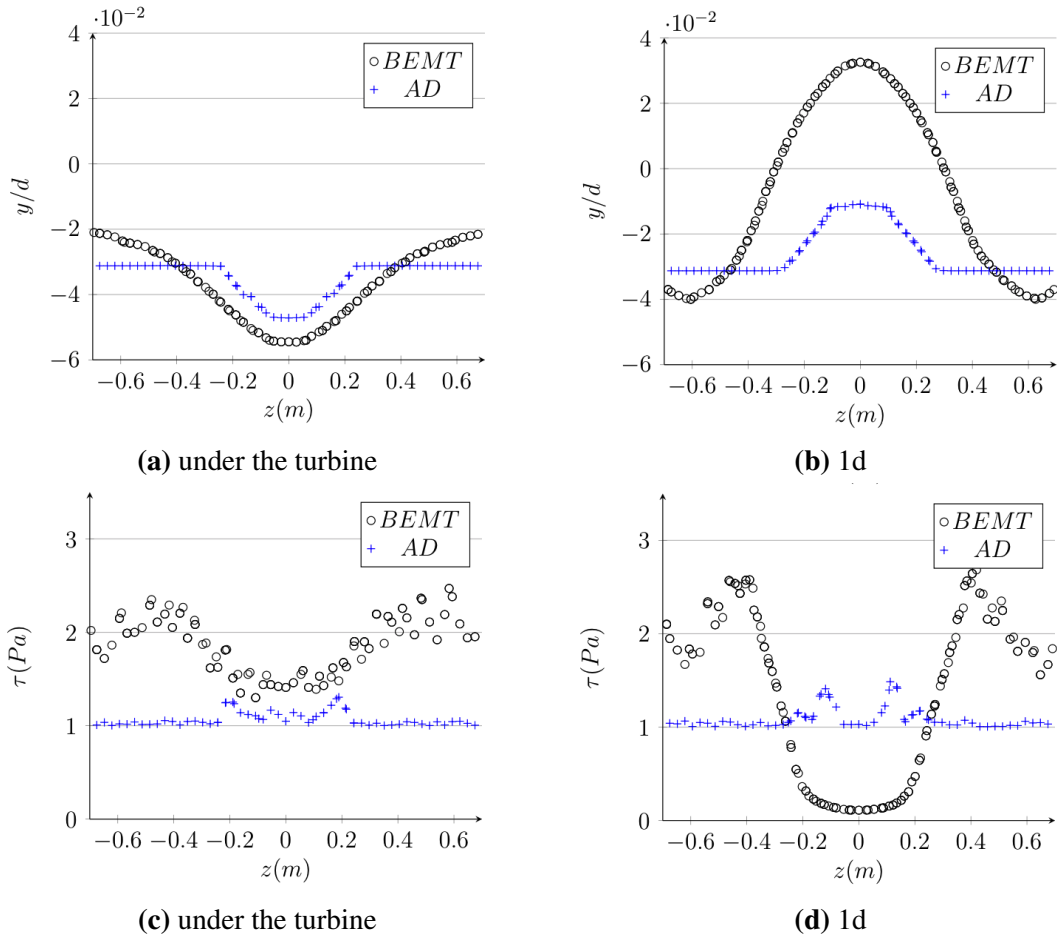 ·10⁻²
4
2
0
−2
−4
−6
y/d
BEMT
AD
−0.6 −0.4 −0.2 0 0.2 0.4 0.6
z(m)
(a) under the turbine
·10⁻²
4
2
0
−2
−4
−6
y/d
BEMT
AD
−0.6 −0.4 −0.2 0 0.2 0.4 0.6
z(m)
(b) 1d
3
2
1
0
τ(Pa)
BEMT
AD
−0.6 −0.4 −0.2 0 0.2 0.4 0.6
z(m)
(c) under the turbine
3
2
1
0
τ(Pa)
BEMT
AD
−0.6 −0.4 −0.2 0 0.2 0.4 0.6
z(m)
(d) 1d